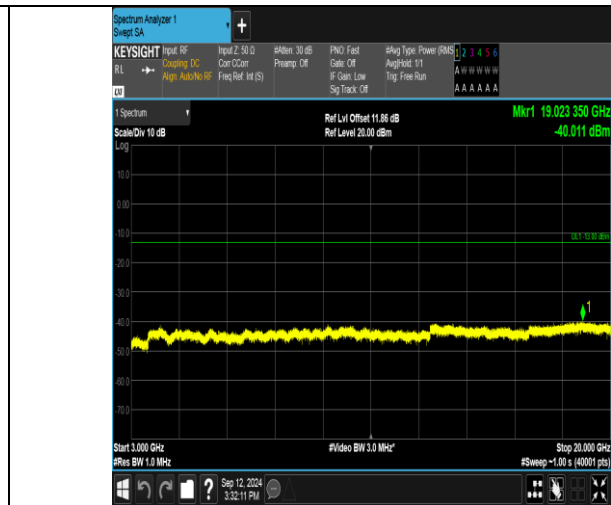 Spectrum Analyzer 1
Swept SA
+
KEYSIGHT
RL
LXI
Input: RF
Coupling: DC
Align: Auto/No RF
Input Z: 50 Ω
Corr CCorr
Freq Ref: Int (S)
#Atten: 30 dB
Preamp: Off
PNO: Fast
Gate: Off
IF Gain: Low
Sig Track: Off
#Avg Type: Power (RMS
Avg|Hold: 1/1
Trig: Free Run
1 2 3 4 5 6
A W W W W W
A A A A A A
1 Spectrum
Scale/Div 10 dB
Ref Lvl Offset 11.86 dB
Ref Level 20.00 dBm
Mkr1 19.023 350 GHz
-40.011 dBm
Log
10.0
0.00
-10.0
DL1 -13.00 dBm
-20.0
-30.0
1
-40.0
-50.0
-60.0
-70.0
Start 3.000 GHz
#Res BW 1.0 MHz
#Video BW 3.0 MHz*
Stop 20.000 GHz
#Sweep ~1.00 s (40001 pts)
?
Sep 12, 2024
3:32:11 PM